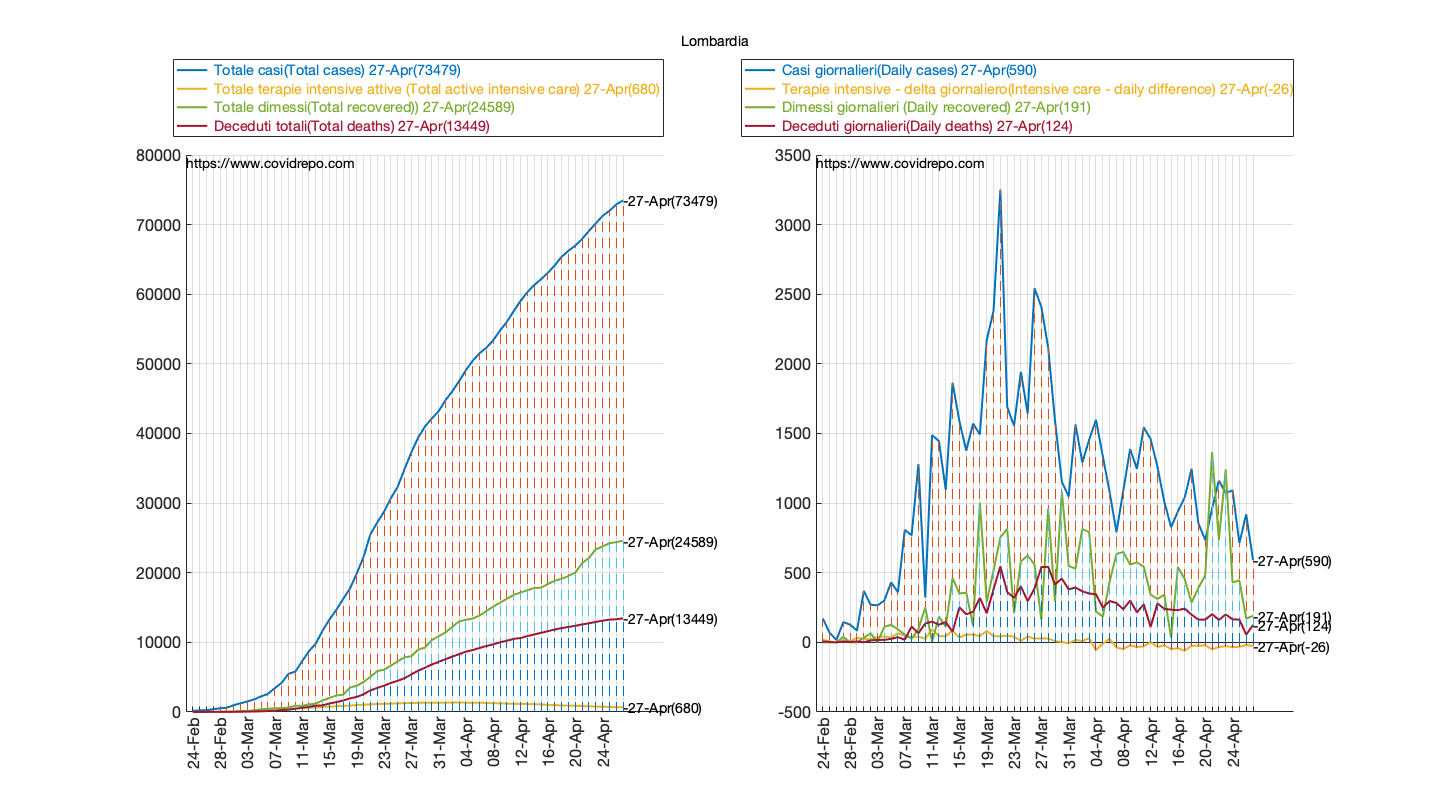 Lombardia
Totale casi(Total cases) 27-Apr(73479)
Totale terapie intensive attive (Total active intensive care) 27-Apr(680)
Totale dimessi(Total recovered)) 27-Apr(24589)
Deceduti totali(Total deaths) 27-Apr(13449)
https://www.covidrepo.com
80000
70000
60000
50000
40000
30000
20000
10000
0
-27-Apr(73479)
-27-Apr(24589)
-27-Apr(13449)
-27-Apr(680)
24-Feb
28-Feb
03-Mar
07-Mar
11-Mar
15-Mar
19-Mar
23-Mar
27-Mar
31-Mar
04-Apr
08-Apr
12-Apr
16-Apr
20-Apr
24-Apr
Casi giornalieri(Daily cases) 27-Apr(590)
Terapie intensive - delta giornaliero(Intensive care - daily difference) 27-Apr(-26)
Dimessi giornalieri (Daily recovered) 27-Apr(191)
Deceduti giornalieri(Daily deaths) 27-Apr(124)
https://www.covidrepo.com
3500
3000
2500
2000
1500
1000
500
0
-500
-27-Apr(590)
-27-Apr(191)
-27-Apr(124)
-27-Apr(-26)
24-Feb
28-Feb
03-Mar
07-Mar
11-Mar
15-Mar
19-Mar
23-Mar
27-Mar
31-Mar
04-Apr
08-Apr
12-Apr
16-Apr
20-Apr
24-Apr